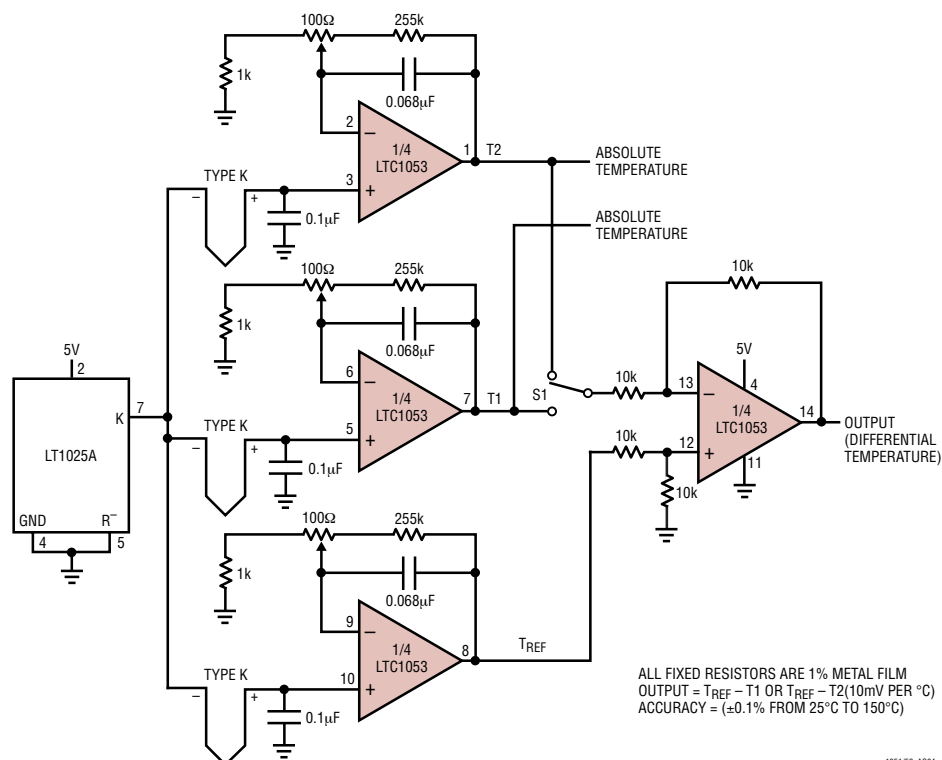 100Ω
255k
1k
0.068µF
2
–
1/4
LTC1053
1
T2
ABSOLUTE
TEMPERATURE
TYPE K
–
+
3
+
0.1µF
ABSOLUTE
TEMPERATURE
100Ω
255k
1k
0.068µF
10k
5V
2
K
7
LT1025A
GND
R–
4
5
6
–
1/4
LTC1053
7
T1
S1
TYPE K
–
+
5
+
0.1µF
10k
13
–
5V
4
1/4
LTC1053
14
OUTPUT
(DIFFERENTIAL
TEMPERATURE)
10k
12
+
11
10k
100Ω
255k
1k
0.068µF
9
–
1/4
LTC1053
8
TREF
TYPE K
–
+
10
+
0.1µF
ALL FIXED RESISTORS ARE 1% METAL FILM
OUTPUT = TREF – T1 OR TREF – T2(10mV PER °C)
ACCURACY = (±0.1% FROM 25°C TO 150°C)